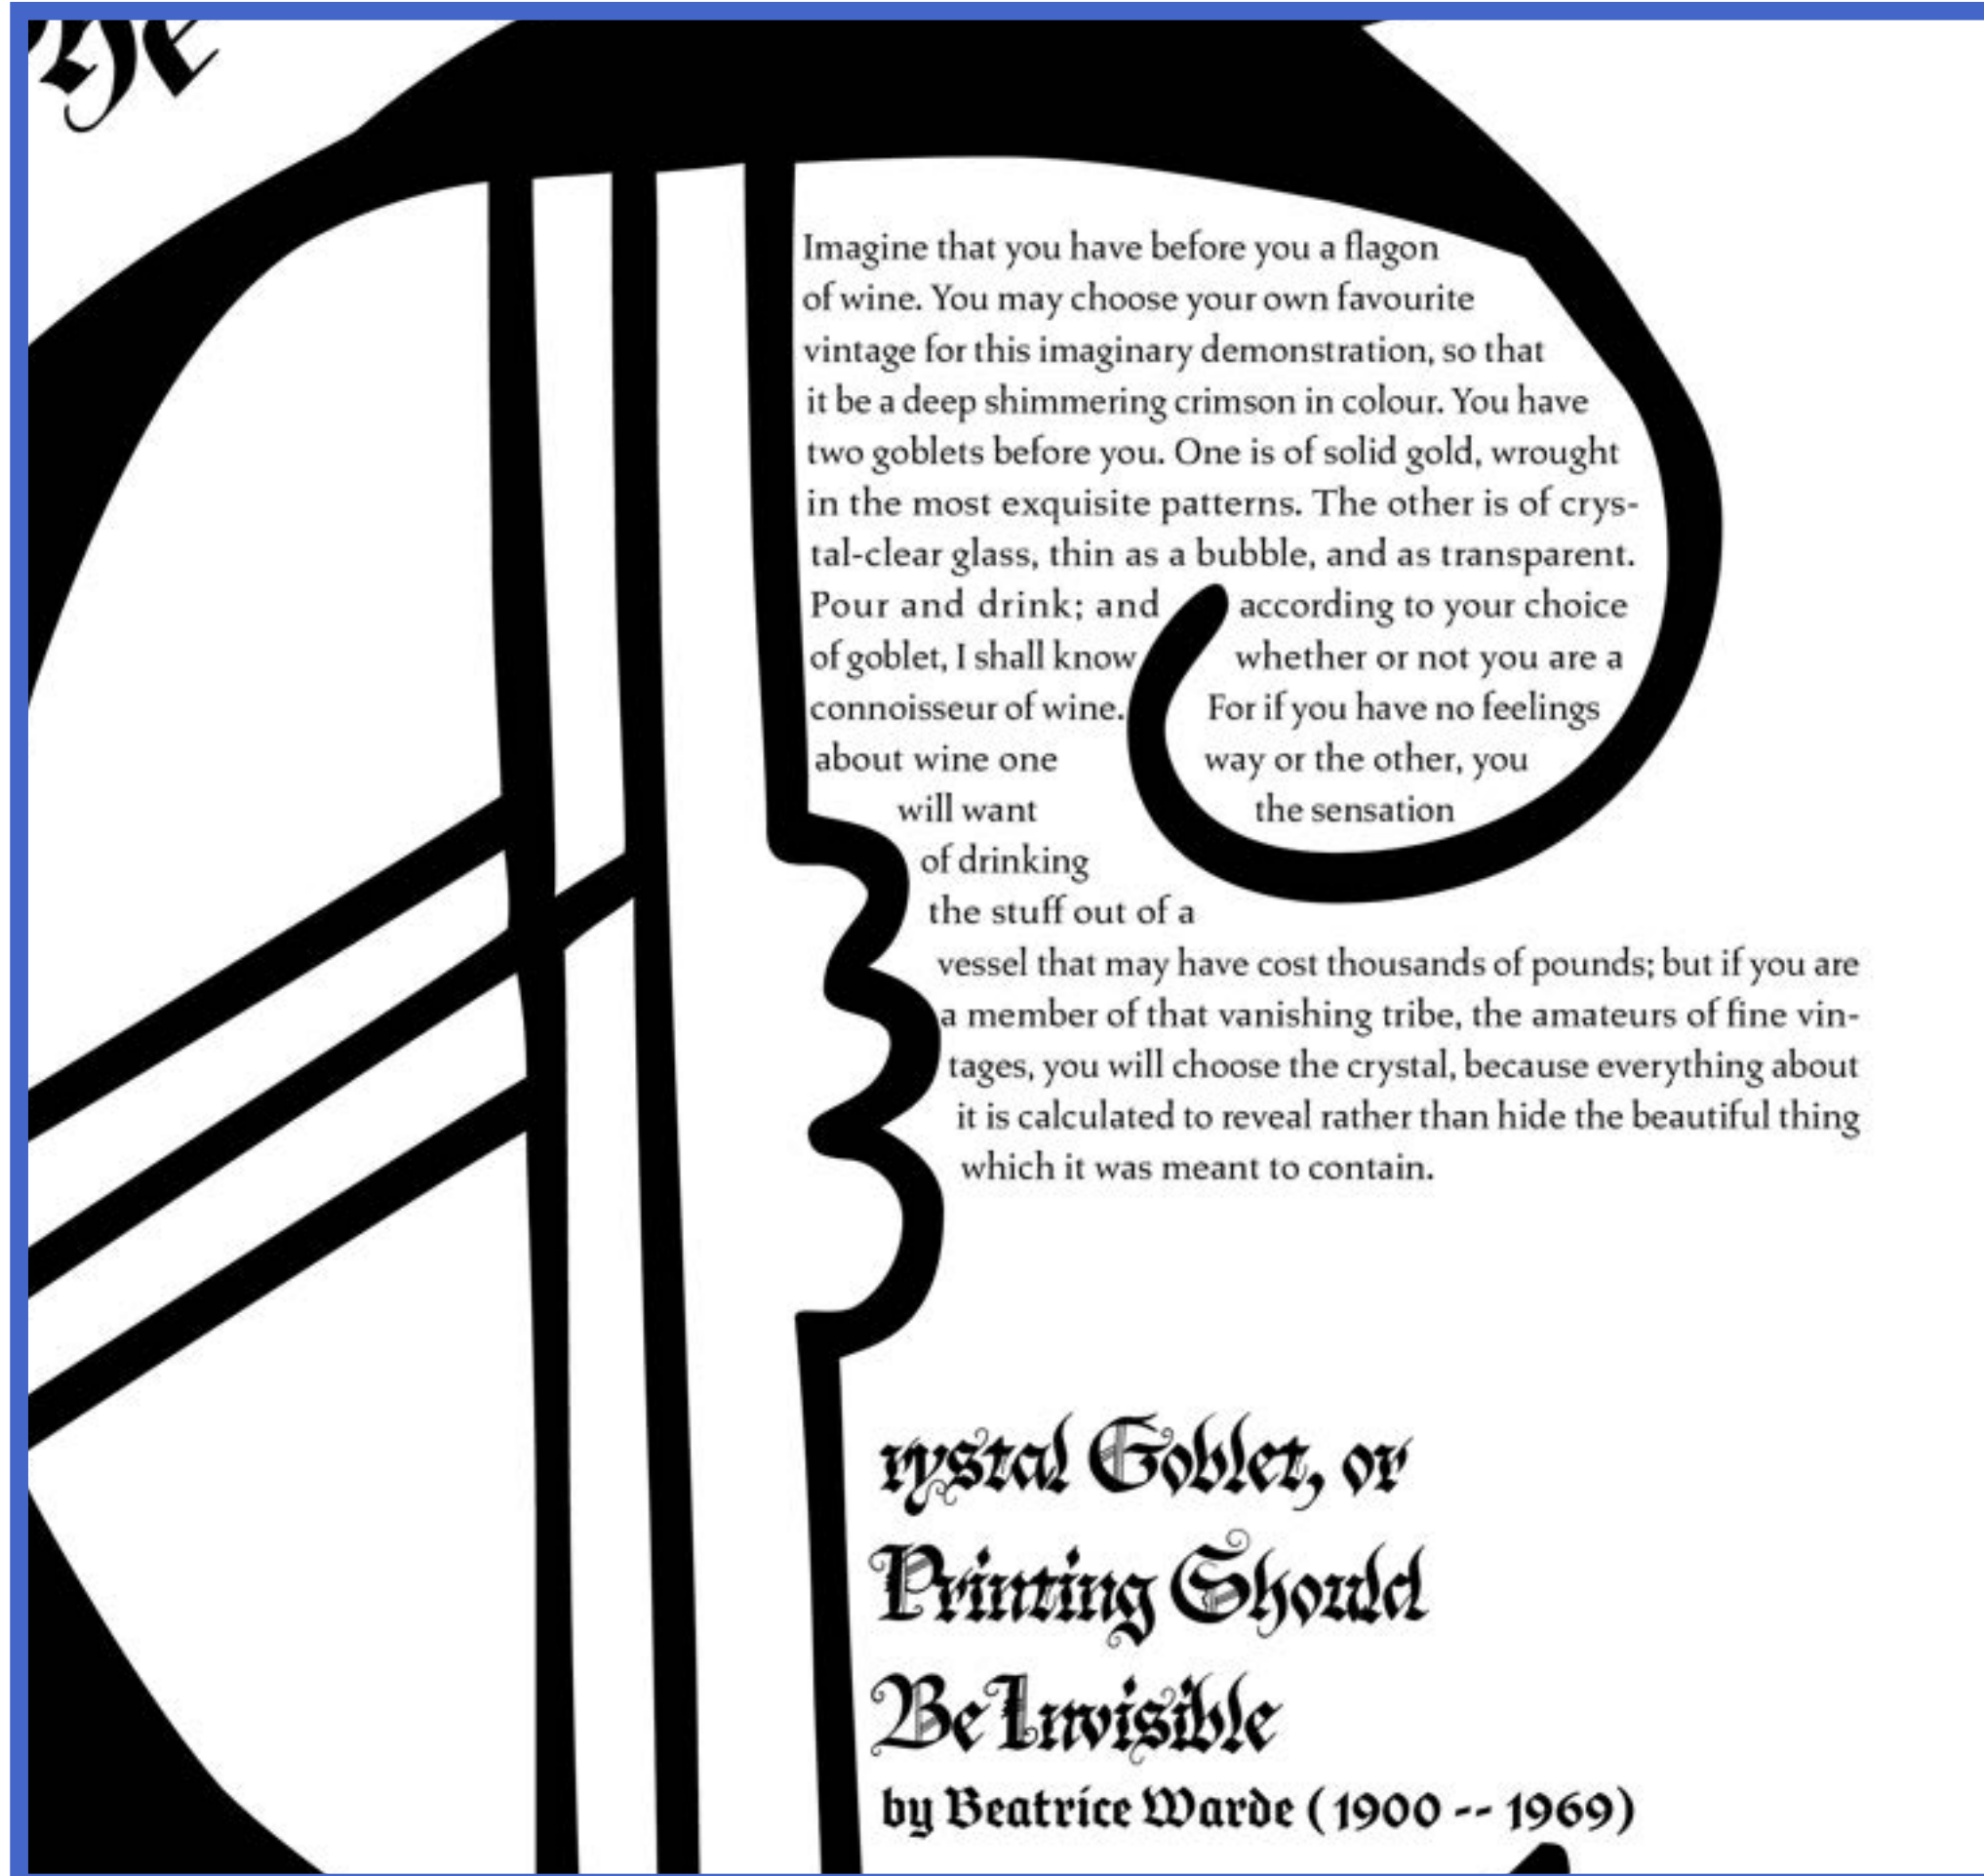 he
Imagine that you have before you a flagon
of wine. You may choose your own favourite
vintage for this imaginary demonstration, so that
it be a deep shimmering crimson in colour. You have
two goblets before you. One is of solid gold, wrought
in the most exquisite patterns. The other is of crys-
tal-clear glass, thin as a bubble, and as transparent.
Pour and drink; and according to your choice
of goblet, I shall know whether or not you are a
connoisseur of wine. For if you have no feelings
about wine one way or the other, you
will want the sensation
of drinking
the stuff out of a
vessel that may have cost thousands of pounds; but if you are
a member of that vanishing tribe, the amateurs of fine vin-
tages, you will choose the crystal, because everything about
it is calculated to reveal rather than hide the beautiful thing
which it was meant to contain.
rystal Goblet, or
Printing Should
Be Invisible
by Beatrice Warde (1900 -- 1969)